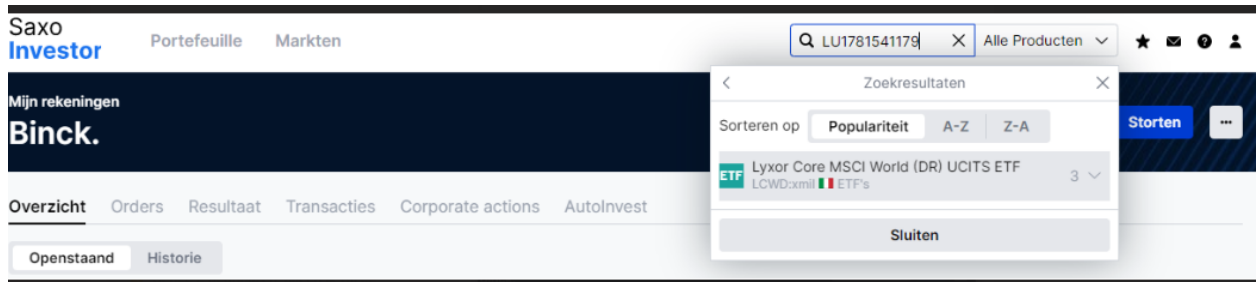 Saxo
Investor
Portefeuille Markten
LU1781541179 Alle Producten
Mijn rekeningen
Binck.
Storten
Zoekresultaten
Sorteren op Populariteit A-Z Z-A
ETF Lyxor Core MSCI World (DR) UCITS ETF 3
LCWD:xmil ETF's
Sluiten
Overzicht Orders Resultaat Transacties Corporate actions AutoInvest
Openstaand Historie